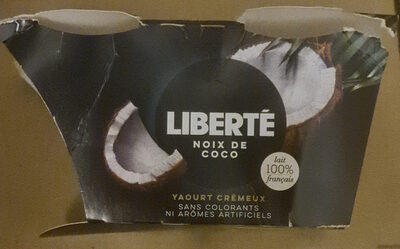 LIBERTÉ
NOIX DE
COCO
lait
100%
français
YAOURT CRÉMEUX
SANS COLORANTS
NI ARÔMES ARTIFICIELS